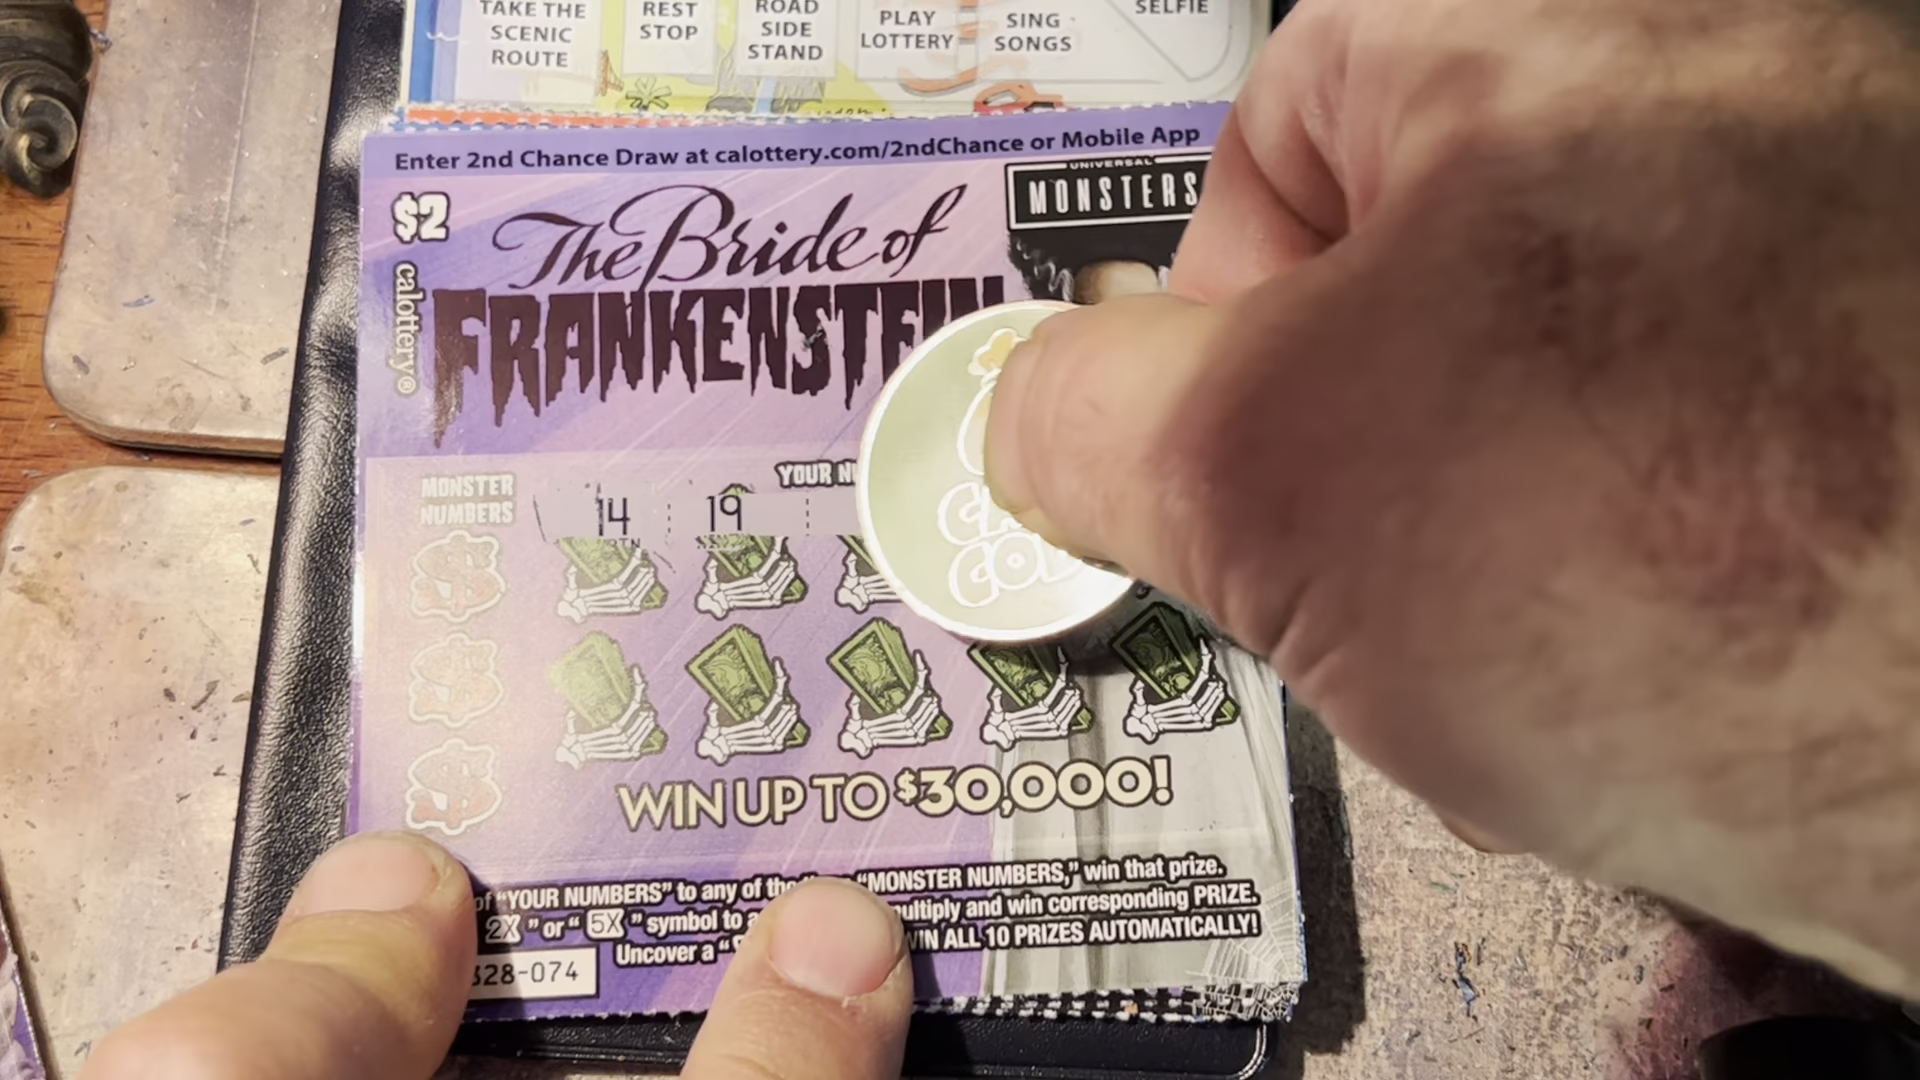 TAKE THE
SCENIC
ROUTE
REST
STOP
ROAD
SIDE
STAND
PLAY
LOTTERY
SING
SONGS
SELFIE
Enter 2nd Chance Draw at calottery.com/2ndChance or Mobile App
$2
calottery®
The Bride of
FRANKENSTEIN
UNIVERSAL
MONSTERS
MONSTER
NUMBERS
YOUR
14
19
WIN UP TO $30,000!
of "YOUR NUMBERS" to any of the "MONSTER NUMBERS," win that prize.
2X" or "5X" symbol to multiply and win corresponding PRIZE.
Uncover a " WIN ALL 10 PRIZES AUTOMATICALLY!
328-074